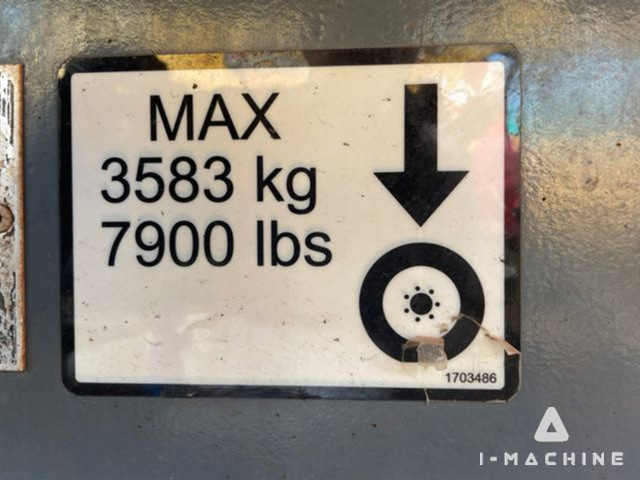 MAX
3583 kg
7900 lbs
1703486
I-MACHINE